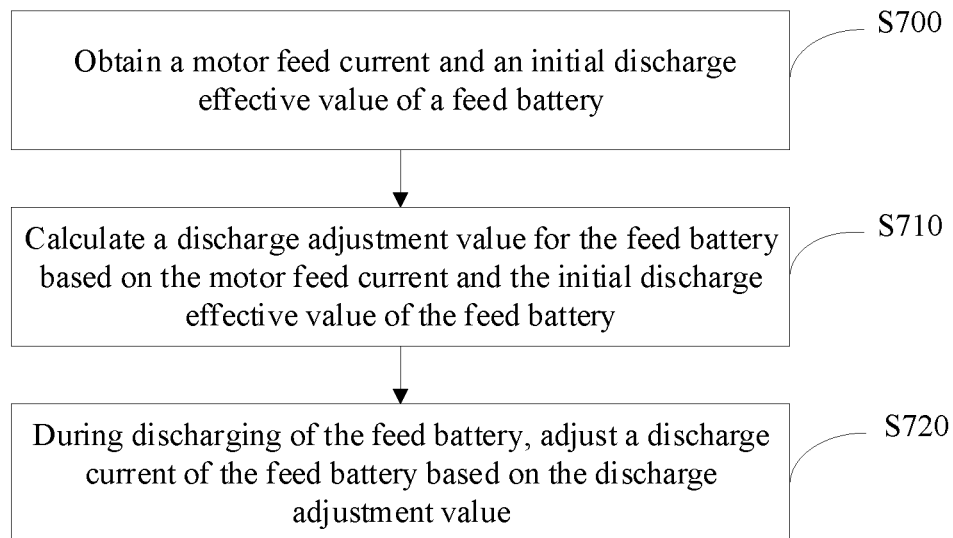 S700
Obtain a motor feed current and an initial discharge
effective value of a feed battery
S710
Calculate a discharge adjustment value for the feed battery
based on the motor feed current and the initial discharge
effective value of the feed battery
S720
During discharging of the feed battery, adjust a discharge
current of the feed battery based on the discharge
adjustment value